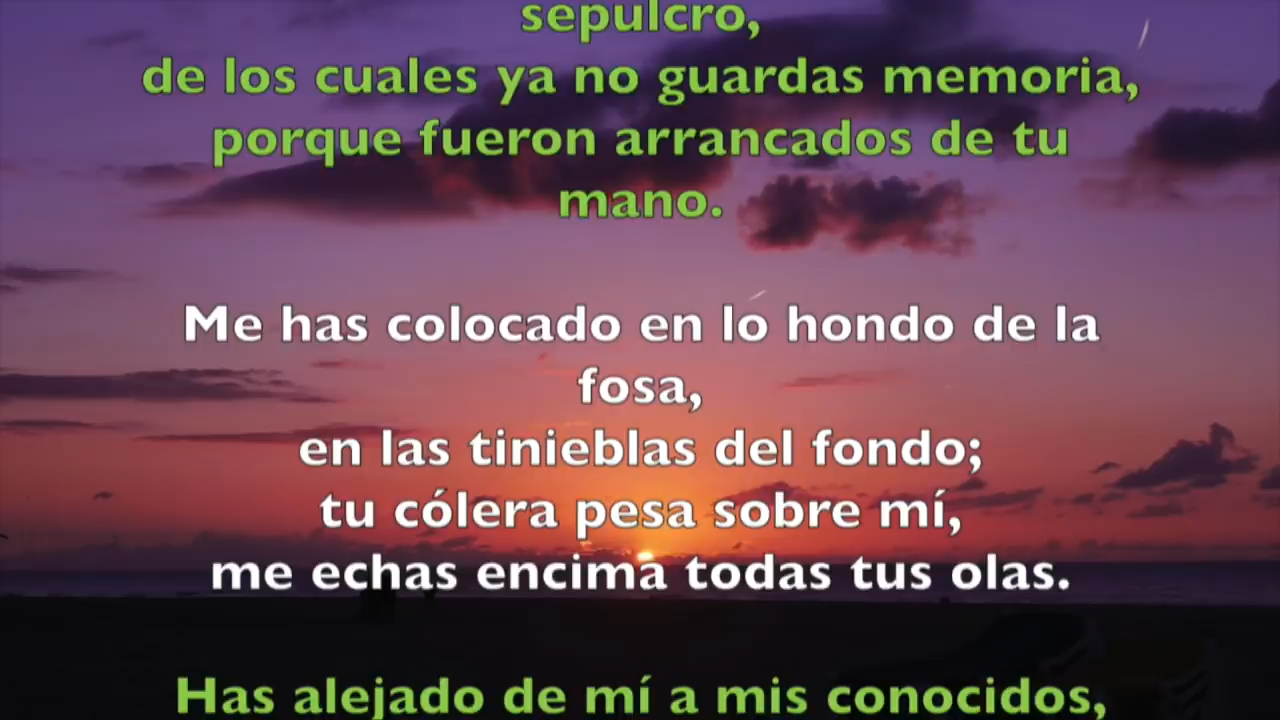 sepulcro,
de los cuales ya no guardas memoria,
porque fueron arrancados de tu
mano.
Me has colocado en lo hondo de la
fosa,
en las tinieblas del fondo;
tu cólera pesa sobre mí,
me echas encima todas tus olas.
Has alejado de mí a mis conocidos,